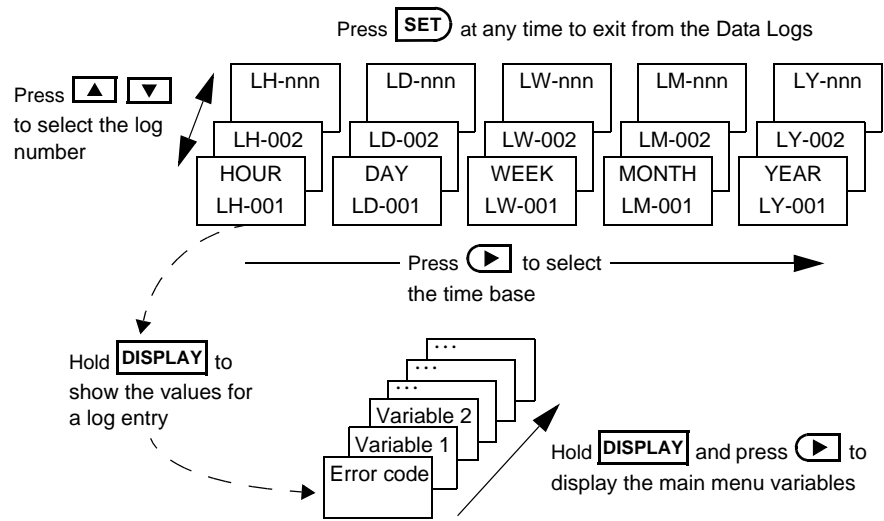 Press SET at any time to exit from the Data Logs
Press ▲ ▼
to select the log
number
LH-nnn LD-nnn LW-nnn LM-nnn LY-nnn
LH-002 LD-002 LW-002 LM-002 LY-002
HOUR DAY WEEK MONTH YEAR
LH-001 LD-001 LW-001 LM-001 LY-001
Press ▶ to select
the time base
Hold DISPLAY to
show the values for
a log entry
...
...
...
Variable 2
Variable 1
Error code
Hold DISPLAY and press ▶ to
display the main menu variables